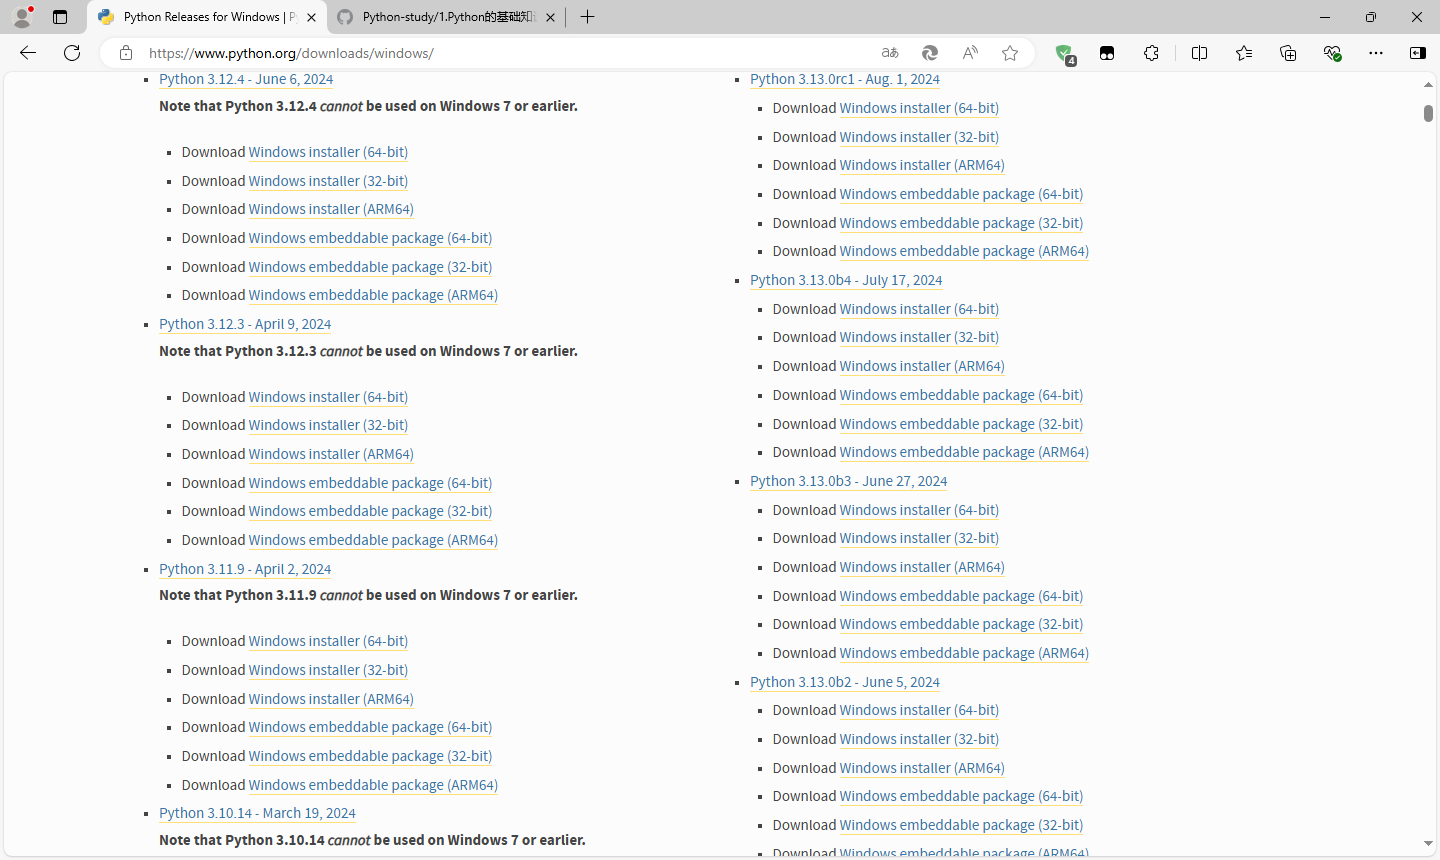 Python Releases for Windows | Py
Python-study/1.Python的基础知
https://www.python.org/downloads/windows/
4
Python 3.12.4 - June 6, 2024
Note that Python 3.12.4 cannot be used on Windows 7 or earlier.
Download Windows installer (64-bit)
Download Windows installer (32-bit)
Download Windows installer (ARM64)
Download Windows embeddable package (64-bit)
Download Windows embeddable package (32-bit)
Download Windows embeddable package (ARM64)
Python 3.12.3 - April 9, 2024
Note that Python 3.12.3 cannot be used on Windows 7 or earlier.
Download Windows installer (64-bit)
Download Windows installer (32-bit)
Download Windows installer (ARM64)
Download Windows embeddable package (64-bit)
Download Windows embeddable package (32-bit)
Download Windows embeddable package (ARM64)
Python 3.11.9 - April 2, 2024
Note that Python 3.11.9 cannot be used on Windows 7 or earlier.
Download Windows installer (64-bit)
Download Windows installer (32-bit)
Download Windows installer (ARM64)
Download Windows embeddable package (64-bit)
Download Windows embeddable package (32-bit)
Download Windows embeddable package (ARM64)
Python 3.10.14 - March 19, 2024
Note that Python 3.10.14 cannot be used on Windows 7 or earlier.
Python 3.13.0rc1 - Aug. 1, 2024
Download Windows installer (64-bit)
Download Windows installer (32-bit)
Download Windows installer (ARM64)
Download Windows embeddable package (64-bit)
Download Windows embeddable package (32-bit)
Download Windows embeddable package (ARM64)
Python 3.13.0b4 - July 17, 2024
Download Windows installer (64-bit)
Download Windows installer (32-bit)
Download Windows installer (ARM64)
Download Windows embeddable package (64-bit)
Download Windows embeddable package (32-bit)
Download Windows embeddable package (ARM64)
Python 3.13.0b3 - June 27, 2024
Download Windows installer (64-bit)
Download Windows installer (32-bit)
Download Windows installer (ARM64)
Download Windows embeddable package (64-bit)
Download Windows embeddable package (32-bit)
Download Windows embeddable package (ARM64)
Python 3.13.0b2 - June 5, 2024
Download Windows installer (64-bit)
Download Windows installer (32-bit)
Download Windows installer (ARM64)
Download Windows embeddable package (64-bit)
Download Windows embeddable package (32-bit)
Download Windows embeddable package (ARM64)